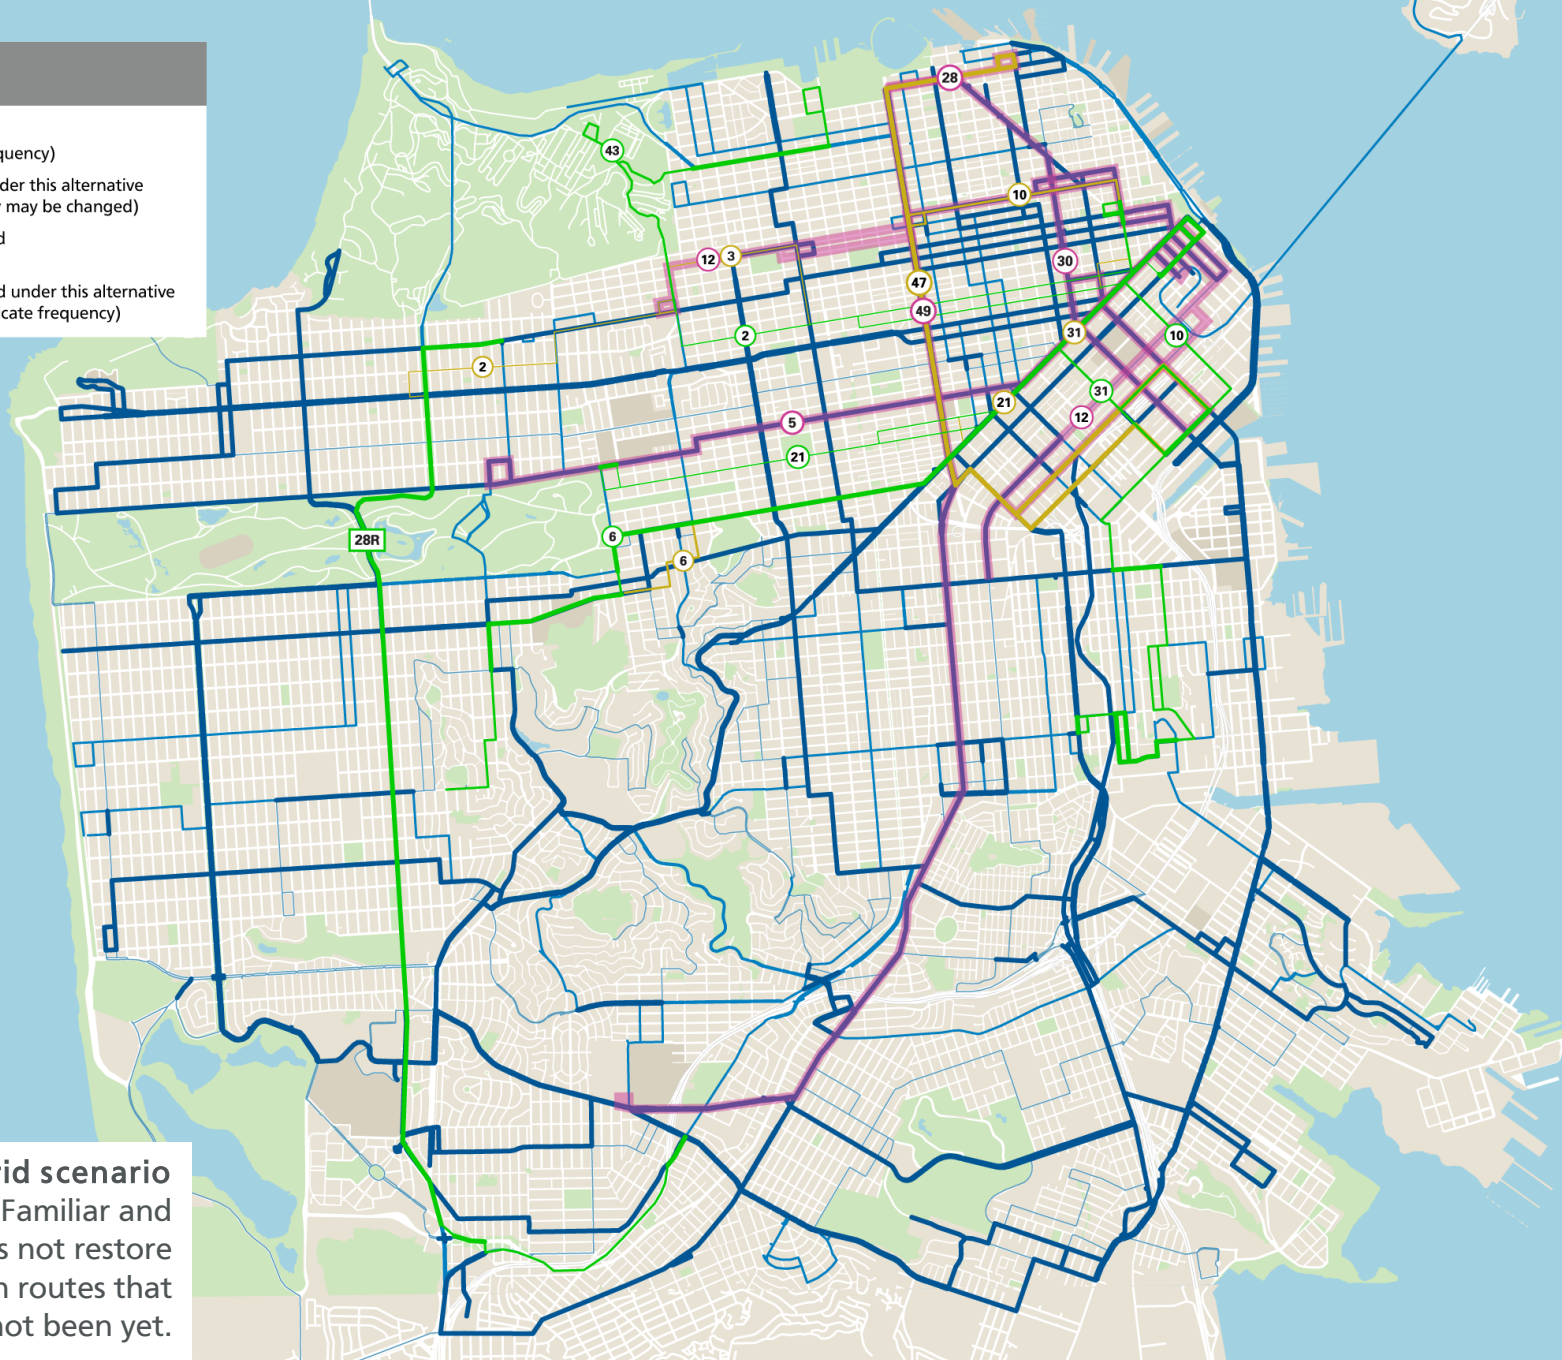 quency)
der this alternative
may be changed)
d
d under this alternative
cate frequency)
28
43
10
12
3
30
47
49
2
31
10
2
31
21
12
5
21
6
28R
6
rid scenario
Familiar and
s not restore
n routes that
not been yet.